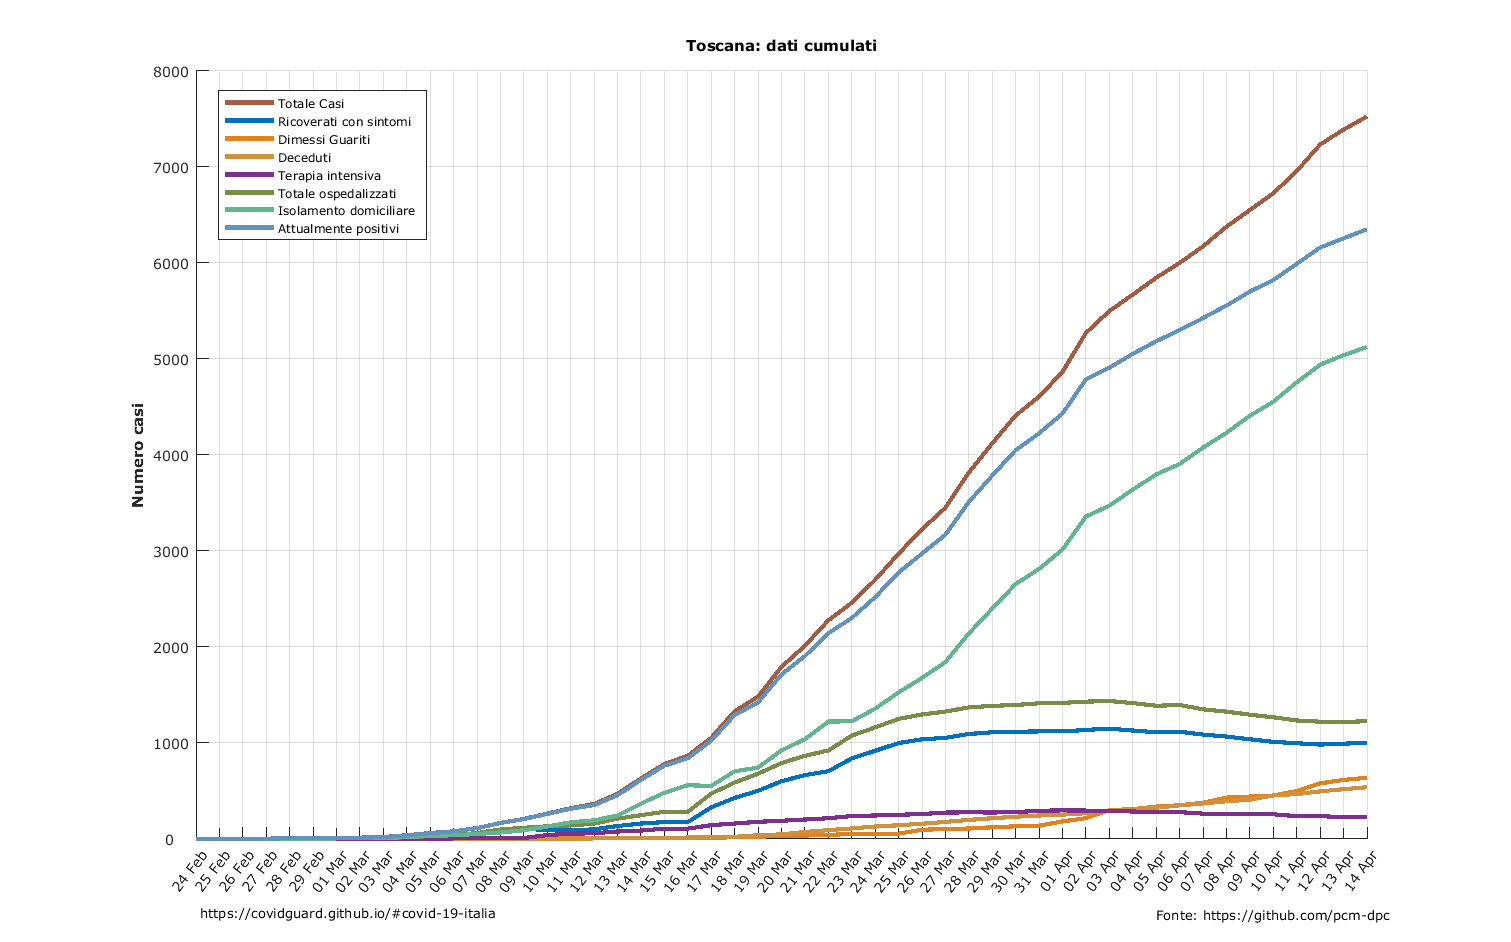 Toscana: dati cumulati
8000
7000
6000
5000
4000
3000
2000
1000
0
Numero casi
Totale Casi
Ricoverati con sintomi
Dimessi Guariti
Deceduti
Terapia intensiva
Totale ospedalizzati
Isolamento domiciliare
Attualmente positivi
24 Feb
25 Feb
26 Feb
27 Feb
28 Feb
29 Feb
01 Mar
02 Mar
03 Mar
04 Mar
05 Mar
06 Mar
07 Mar
08 Mar
09 Mar
10 Mar
11 Mar
12 Mar
13 Mar
14 Mar
15 Mar
16 Mar
17 Mar
18 Mar
19 Mar
20 Mar
21 Mar
22 Mar
23 Mar
24 Mar
25 Mar
26 Mar
27 Mar
28 Mar
29 Mar
30 Mar
31 Mar
01 Apr
02 Apr
03 Apr
04 Apr
05 Apr
06 Apr
07 Apr
08 Apr
09 Apr
10 Apr
11 Apr
12 Apr
13 Apr
14 Apr
https://covidguard.github.io/#covid-19-italia
Fonte: https://github.com/pcm-dpc